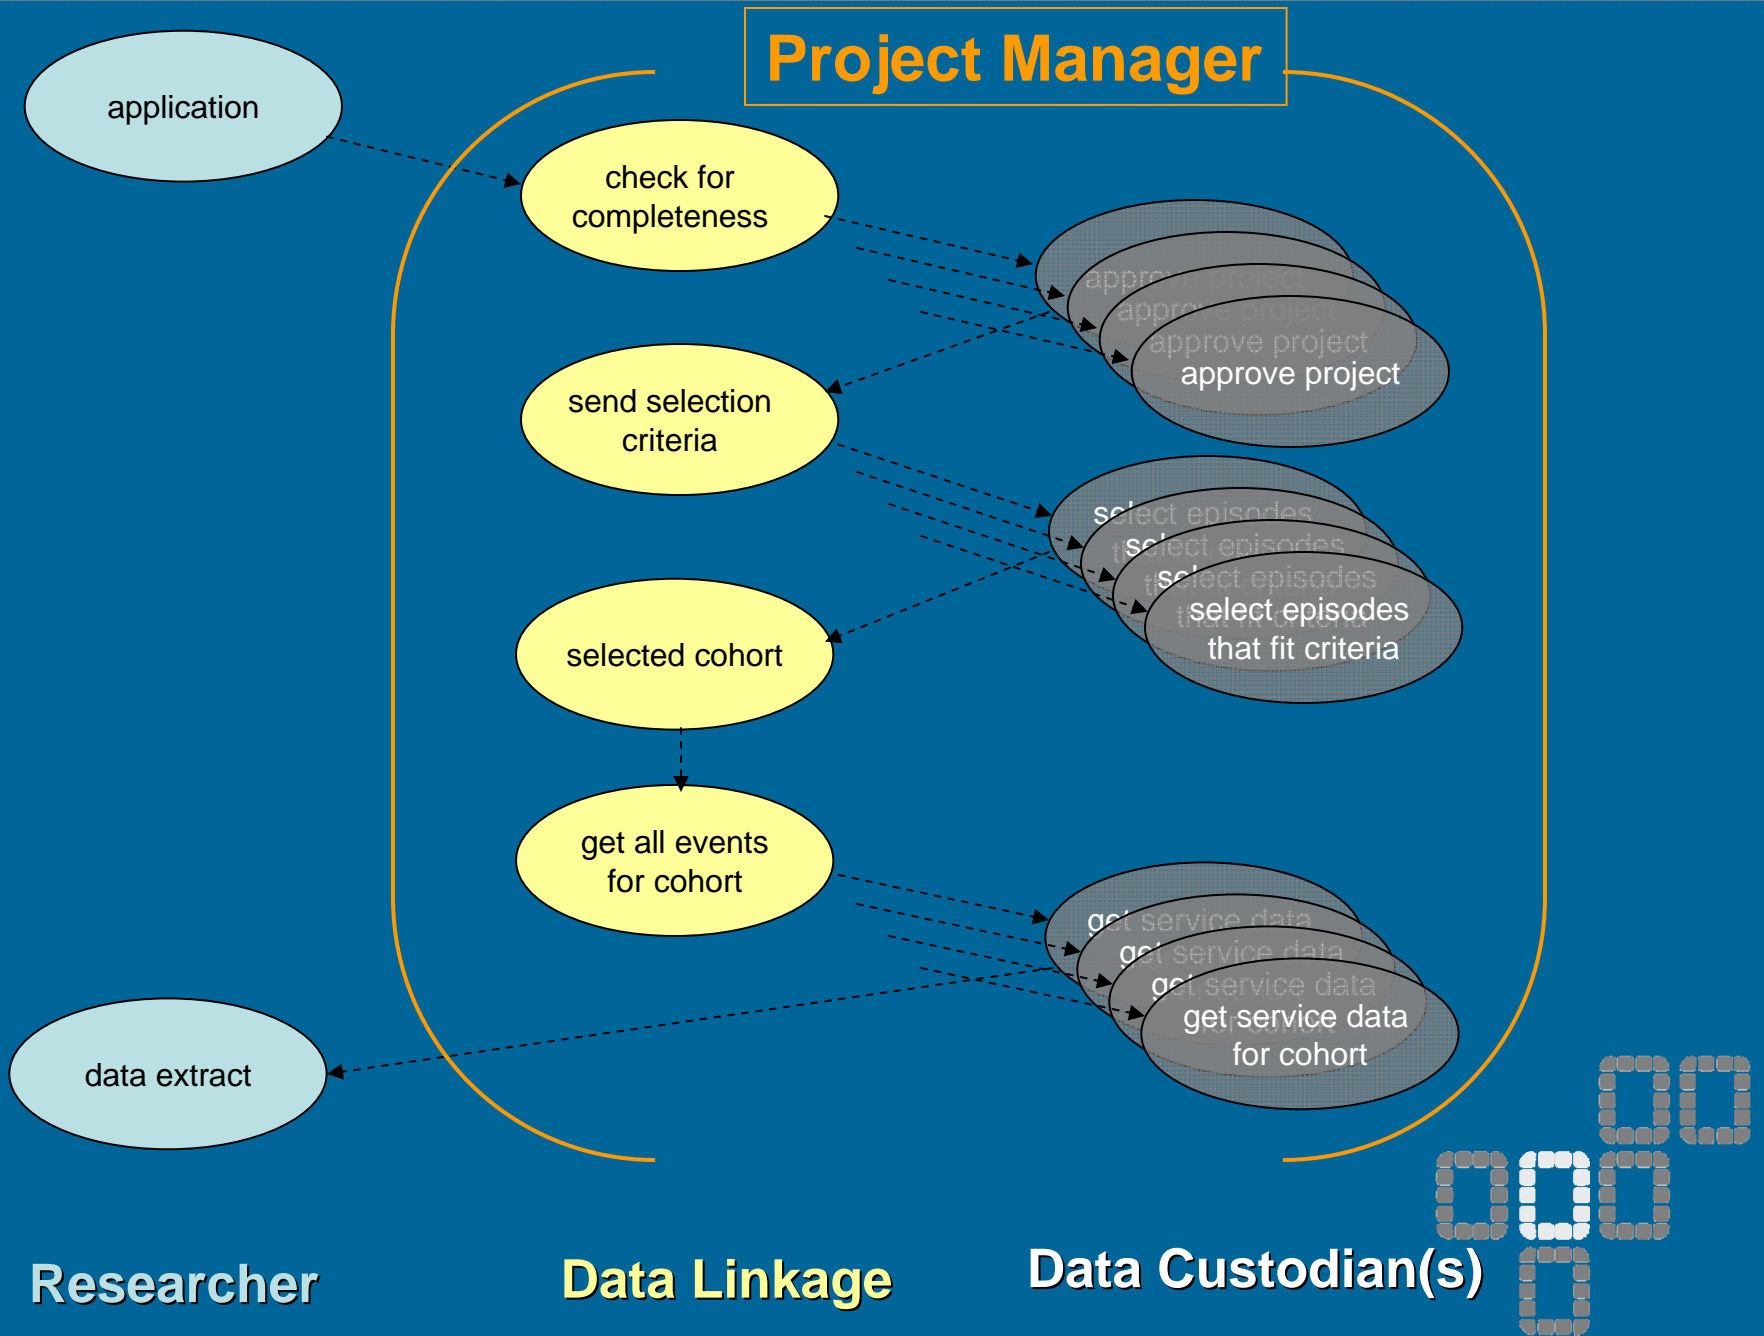 Project Manager
application
check for
completeness
approve project
approve project
approve project
approve project
send selection
criteria
select episodes
select episodes
select episodes
select episodes
that fit criteria
selected cohort
get all events
for cohort
get service data
get service data
get service data
get service data
for cohort
data extract
Researcher
Data Linkage
Data Custodian(s)